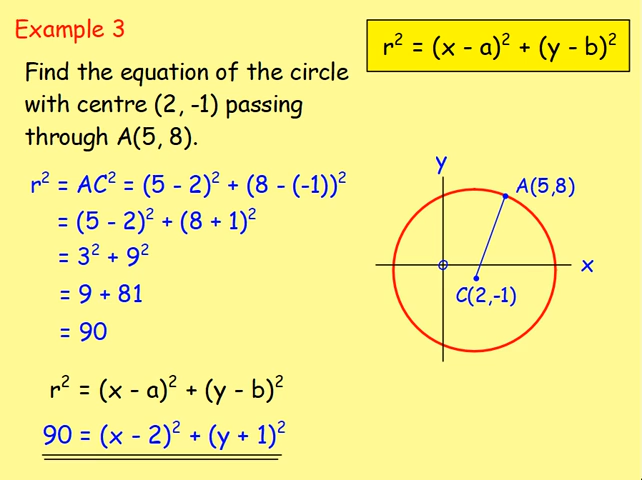 Example 3
r² = (x - a)² + (y - b)²
Find the equation of the circle
with centre (2, -1) passing
through A(5, 8).
r² = AC² = (5 - 2)² + (8 - (-1))²
= (5 - 2)² + (8 + 1)²
= 3² + 9²
= 9 + 81
= 90
r² = (x - a)² + (y - b)²
90 = (x - 2)² + (y + 1)²
y
A(5,8)
x
O
C(2,-1)